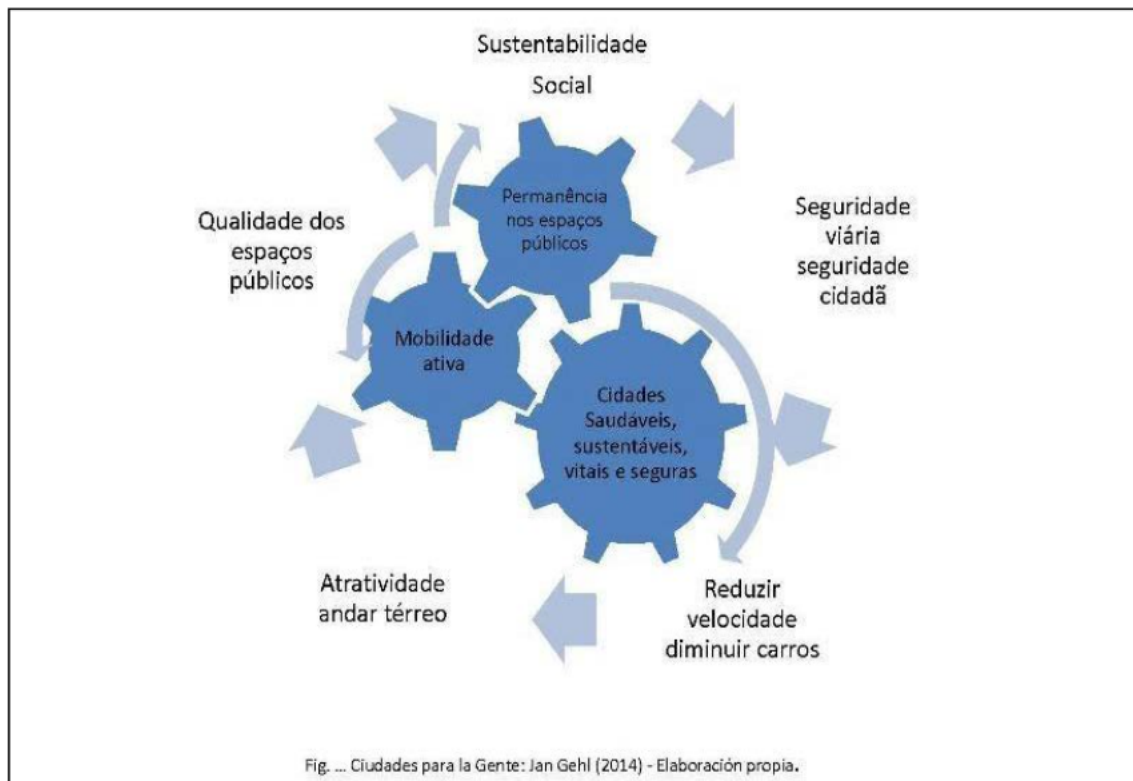 Sustentabilidade
Social
Permanência
nos espaços
públicos
Qualidade dos
espaços
públicos
Seguridade
viária
seguridade
cidadã
Mobilidade
ativa
Cidades
Saudáveis,
sustentáveis,
vitais e seguras
Atratividade
andar térreo
Reduzir
velocidade
diminuir carros
Fig. ... Ciudades para la Gente: Jan Gehl (2014) - Elaboración propia.